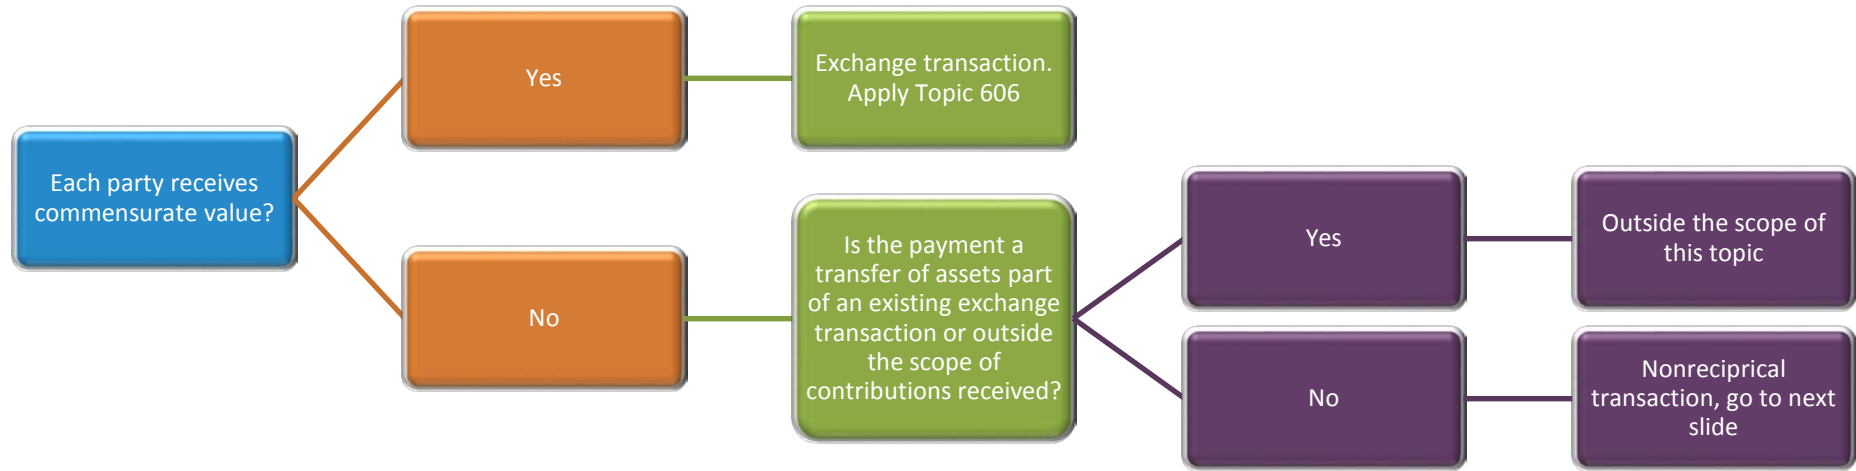 Each party receives
commensurate value?
Yes
Exchange transaction.
Apply Topic 606
No
Is the payment a
transfer of assets part
of an existing exchange
transaction or outside
the scope of
contributions received?
Yes
Outside the scope of
this topic
No
Nonreciprical
transaction, go to next
slide